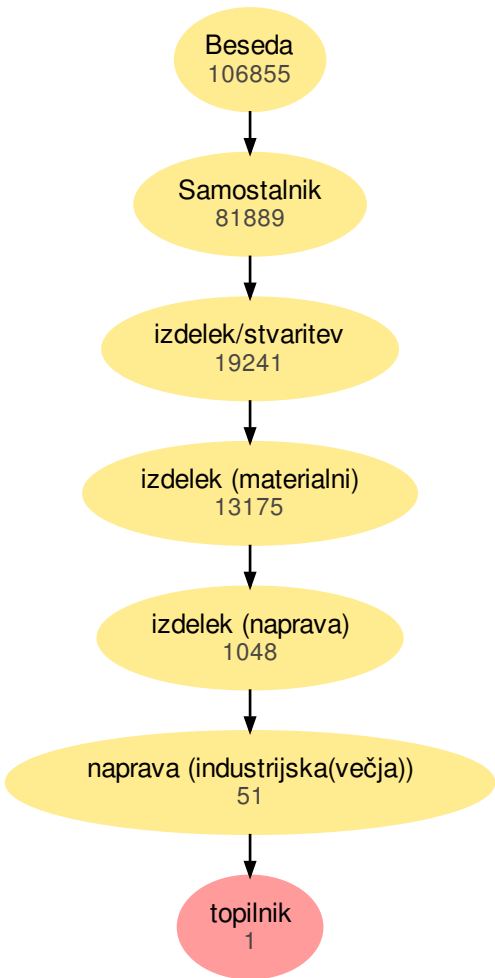 Beseda
106855
Samostalnik
81889
izdelek/stvaritev
19241
izdelek (materialni)
13175
izdelek (naprava)
1048
naprava (industrijska(večja))
51
topilnik
1